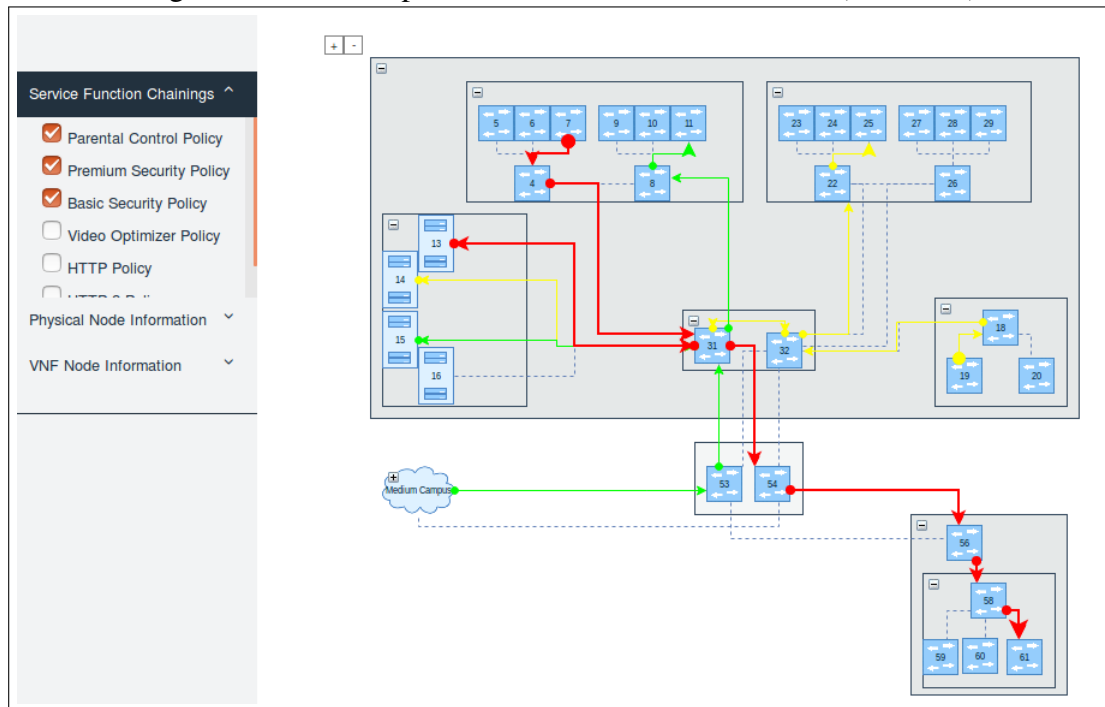 + -
Service Function Chainings
Parental Control Policy
Premium Security Policy
Basic Security Policy
Video Optimizer Policy
HTTP Policy
Physical Node Information
VNF Node Information
5 6 7 9 10 11 23 24 25 27 28 29
4 8 22 26
13
14
15
16
31 32
18
19 20
Medium Campus
53 54
56
58
59 60 61